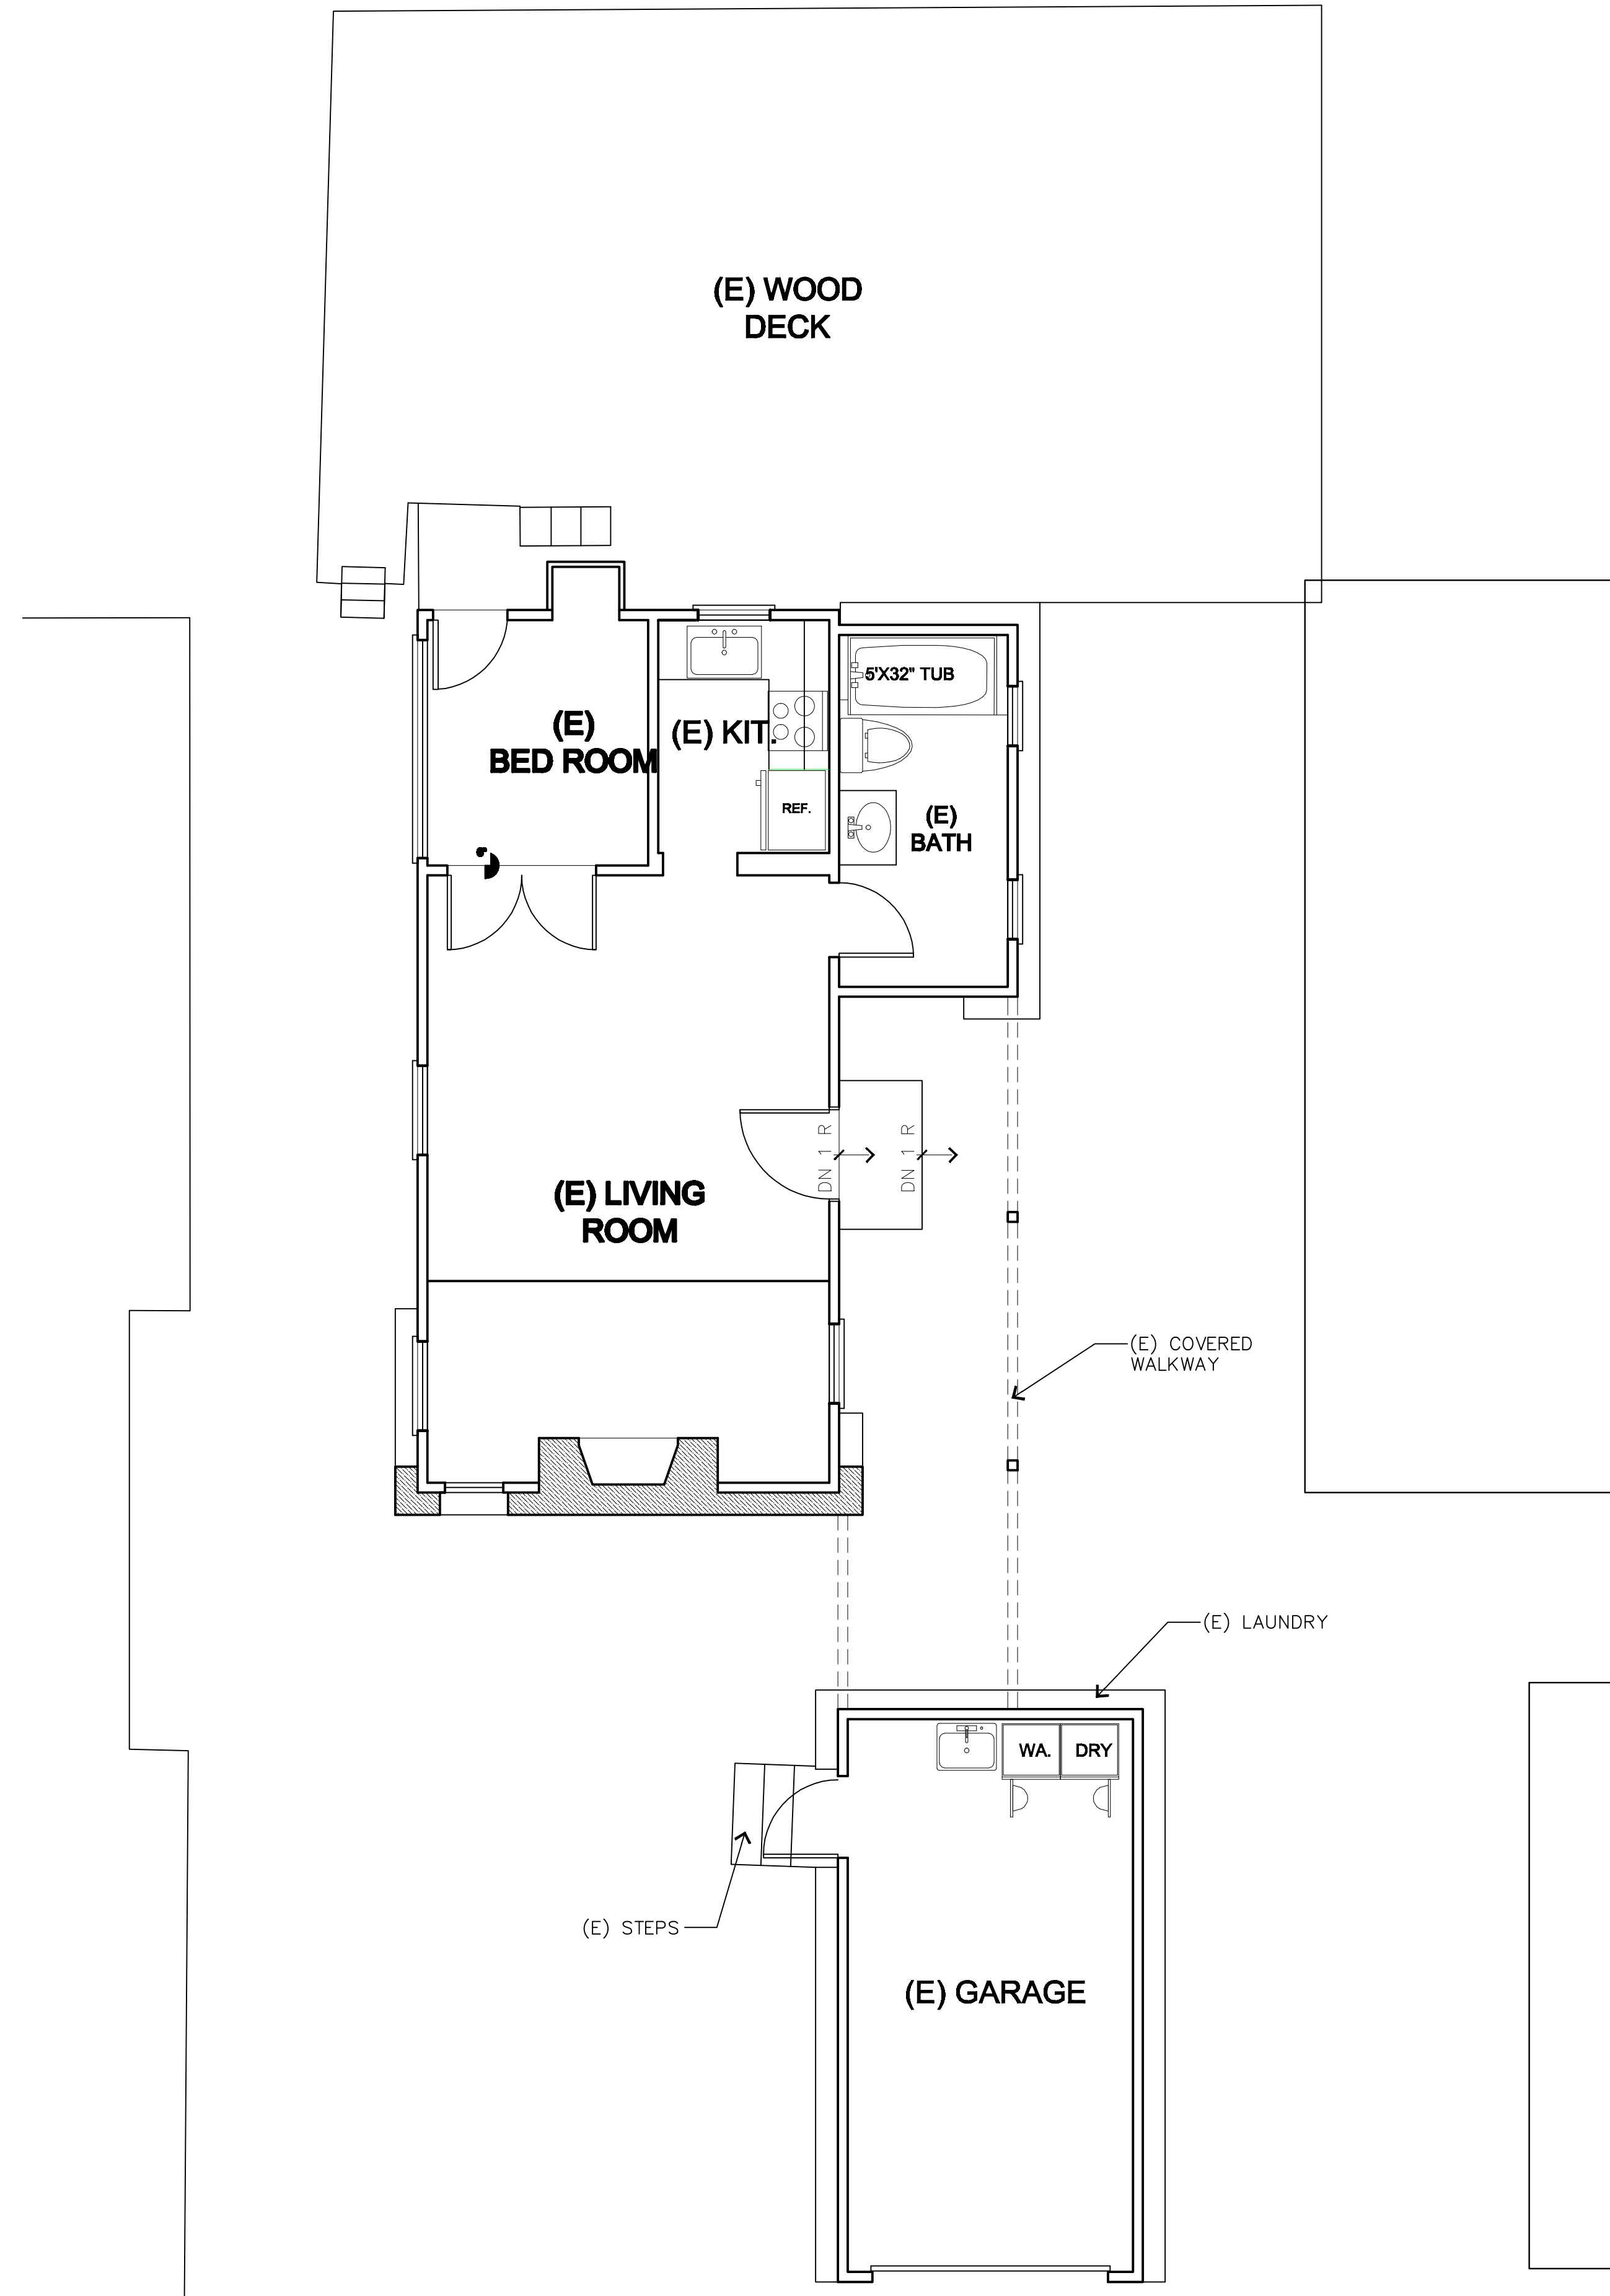 (E) WOOD
DECK
5'X32" TUB
(E)
BED ROOM
(E) KIT.
REF.
(E)
BATH
DN 1 R
DN 1 R
(E) LIVING
ROOM
(E) COVERED
WALKWAY
(E) LAUNDRY
WA.
DRY
(E) STEPS
(E) GARAGE